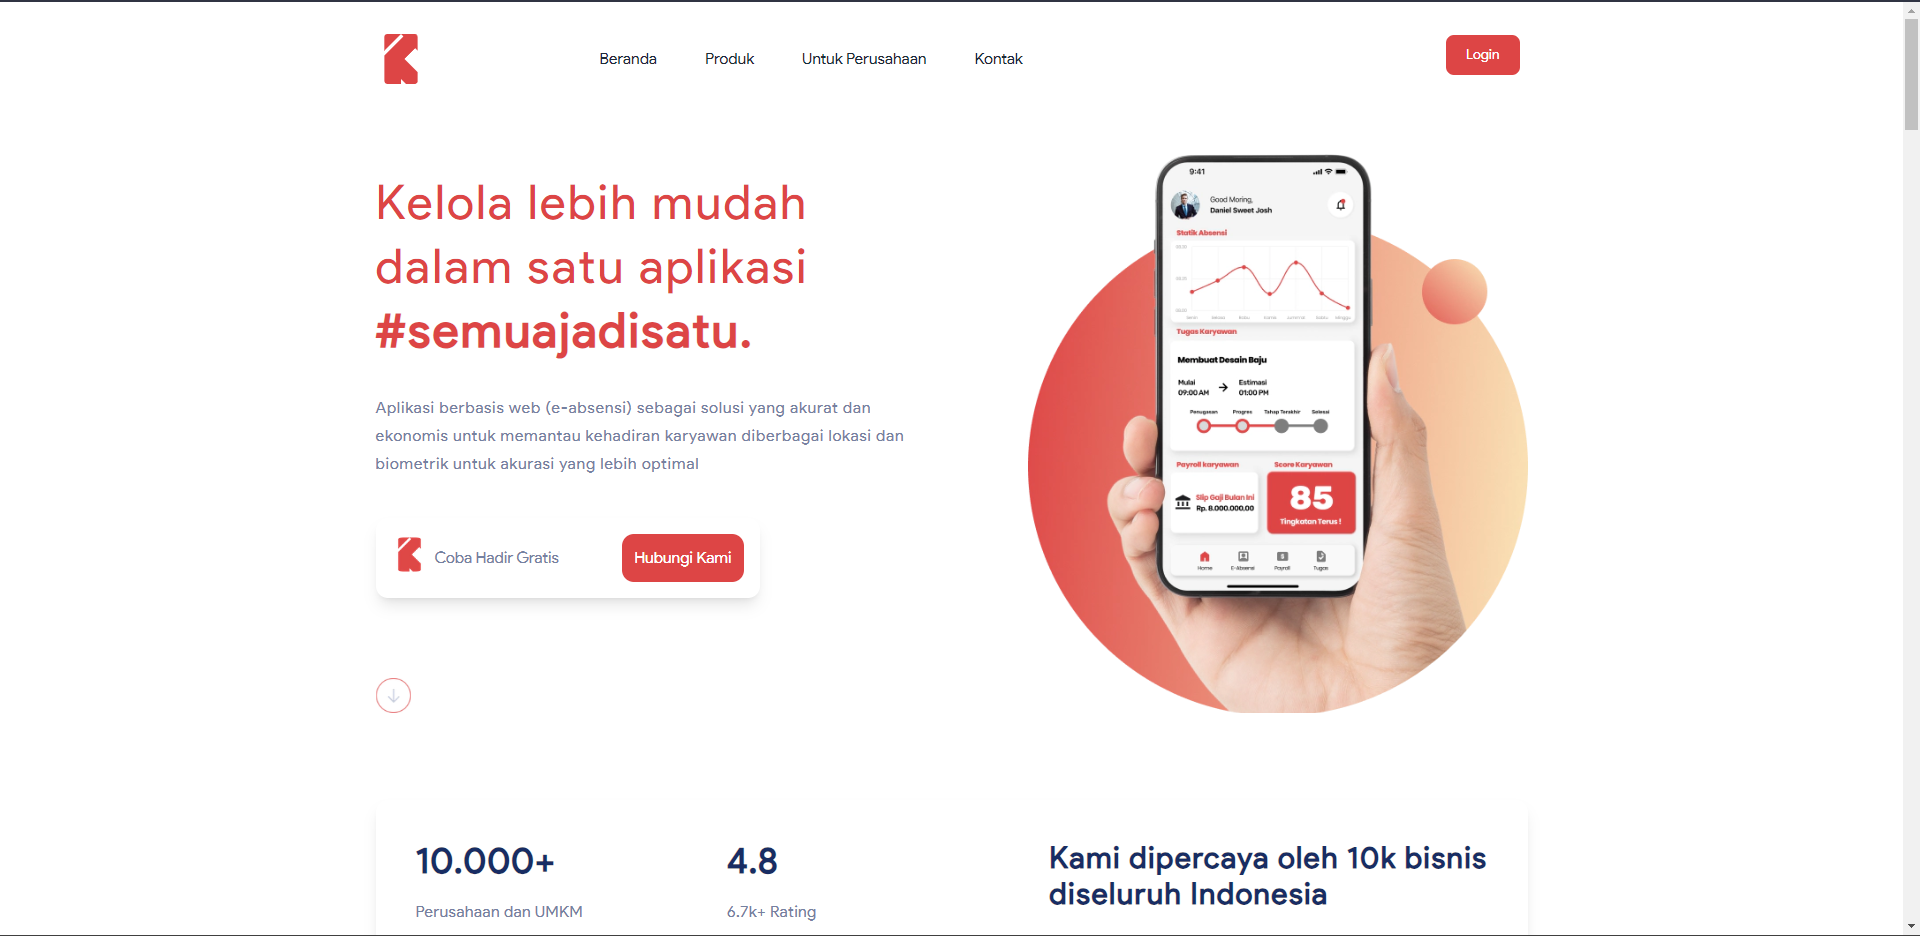 Beranda
Produk
Untuk Perusahaan
Kontak
Login
Kelola lebih mudah
dalam satu aplikasi
#semuajadisatu.
Aplikasi berbasis web (e-absensi) sebagai solusi yang akurat dan
ekonomis untuk memantau kehadiran karyawan diberbagai lokasi dan
biometrik untuk akurasi yang lebih optimal
Coba Hadir Gratis
Hubungi Kami
9:41
Good Moring,
Daniel Sweet Josh
Statik Absensi
Tugas Karyawan
Membuat Desain Baju
Mulai
Estimasi
09:00 AM
01:00 PM
Penugasan
Progres
Tahap Terakhir
Selesai
Payroll karyawan
Score Karyawan
Slip Gaji Bulan Ini
Rp. 8.000.000,00
85
Tingkatan Terus !
Home
E-Absensi
Payroll
Tugas
10.000+
Perusahaan dan UMKM
4.8
6.7k+ Rating
Kami dipercaya oleh 10k bisnis
diseluruh Indonesia